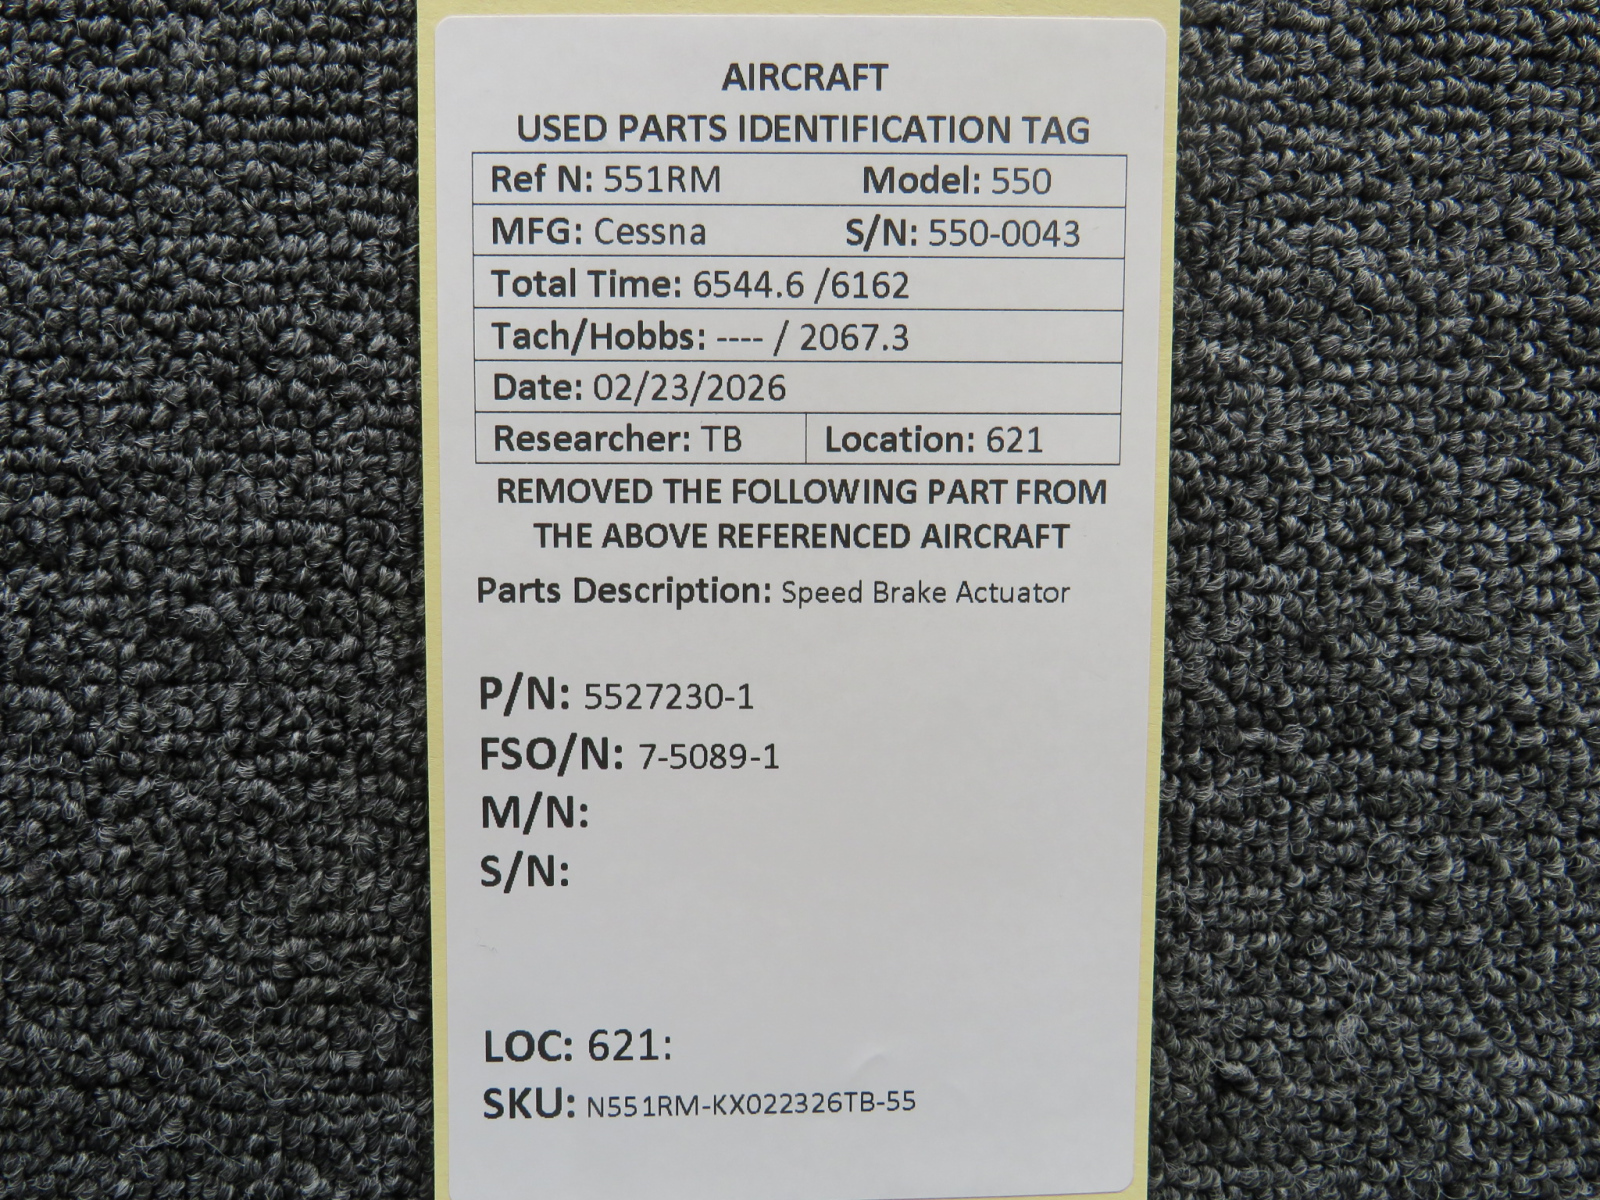 AIRCRAFT
USED PARTS IDENTIFICATION TAG
Ref N: 551RM Model: 550
MFG: Cessna S/N: 550-0043
Total Time: 6544.6 /6162
Tach/Hobbs: ---- / 2067.3
Date: 02/23/2026
Researcher: TB Location: 621
REMOVED THE FOLLOWING PART FROM
THE ABOVE REFERENCED AIRCRAFT
Parts Description: Speed Brake Actuator
P/N: 5527230-1
FSO/N: 7-5089-1
M/N:
S/N:
LOC: 621:
SKU: N551RM-KX022326TB-55